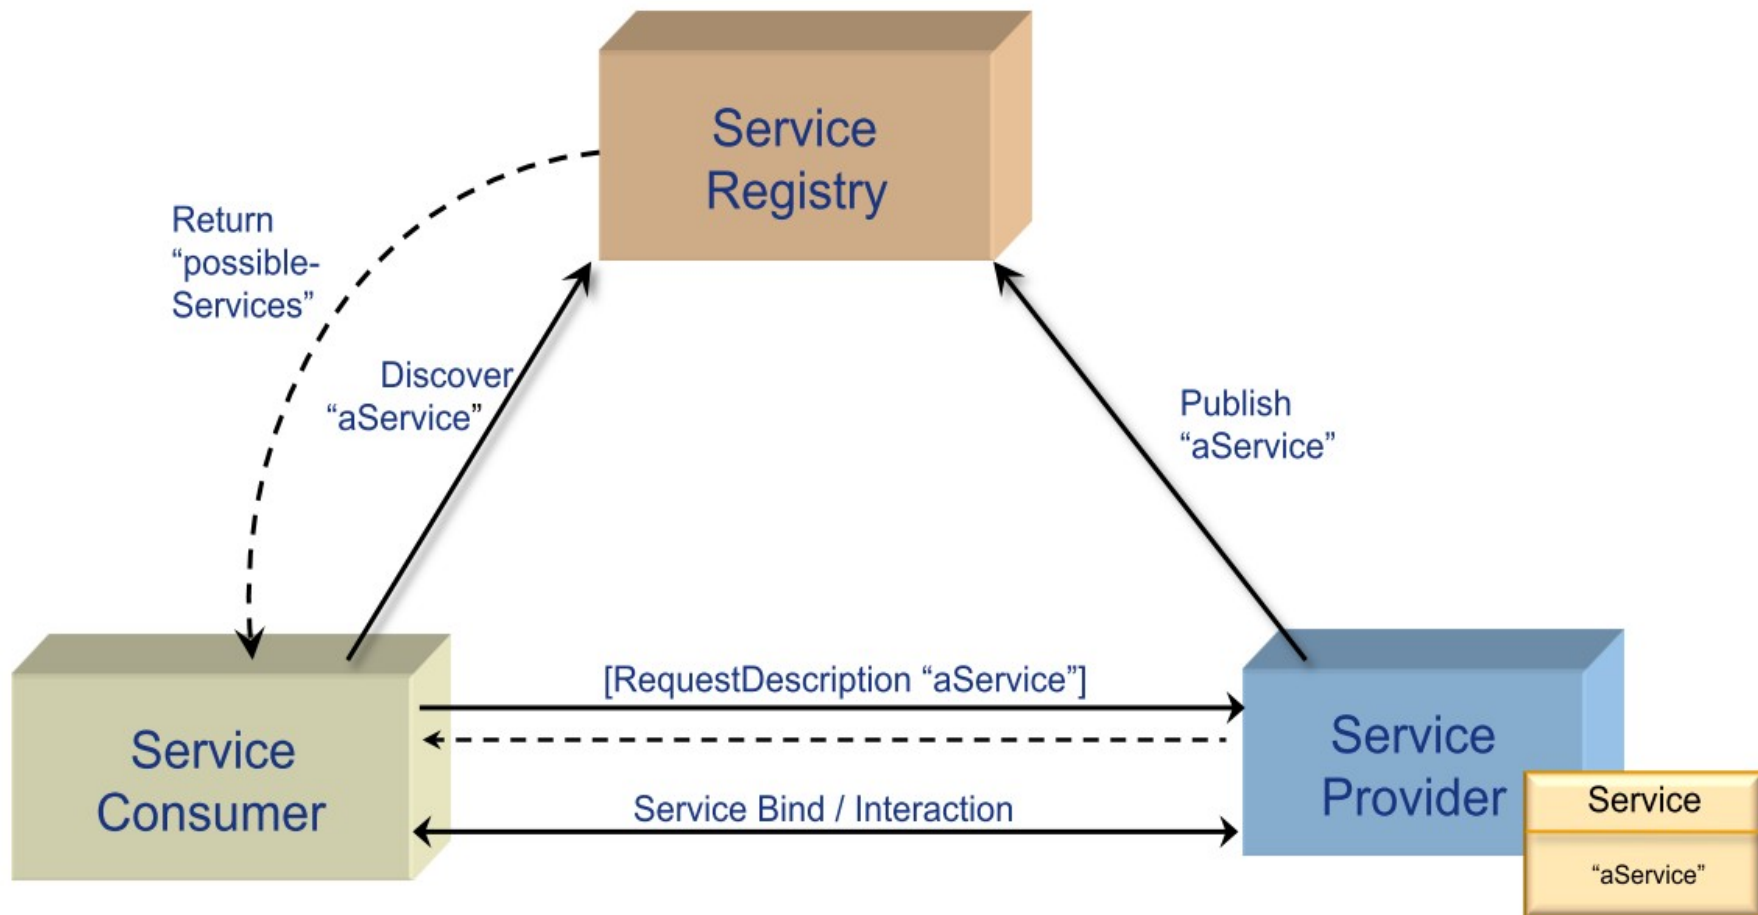 Service
Registry
Return
“possible-
Services”
Discover
“aService”
Publish
“aService”
[RequestDescription “aService”]
Service
Consumer
Service Bind / Interaction
Service
Provider
Service
“aService”